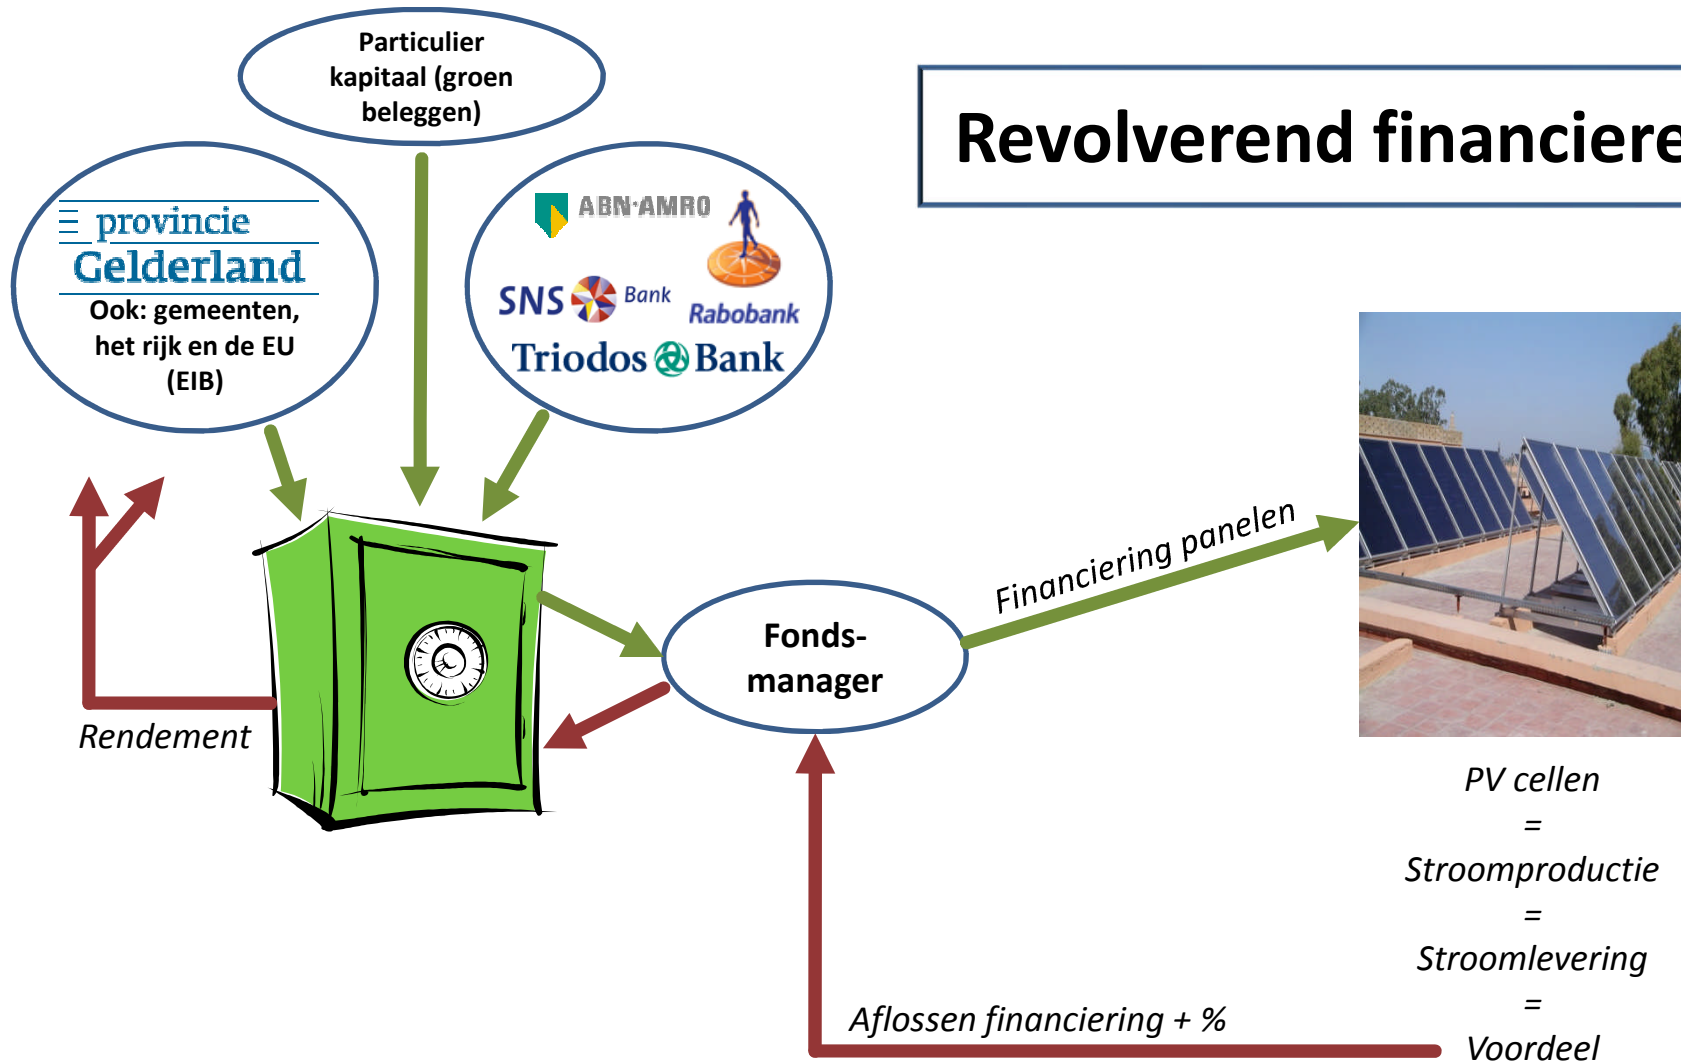 Particulier
kapitaal (groen
beleggen)
Revolverend financiere
provincie
Gelderland
Ook: gemeenten,
het rijk en de EU
(EIB)
ABN·AMRO
SNS Bank
Rabobank
Triodos Bank
Financiering panelen
Fonds-
manager
Rendement
PV cellen
=
Stroomproductie
=
Stroomlevering
=
Voordeel
Aflossen financiering + %